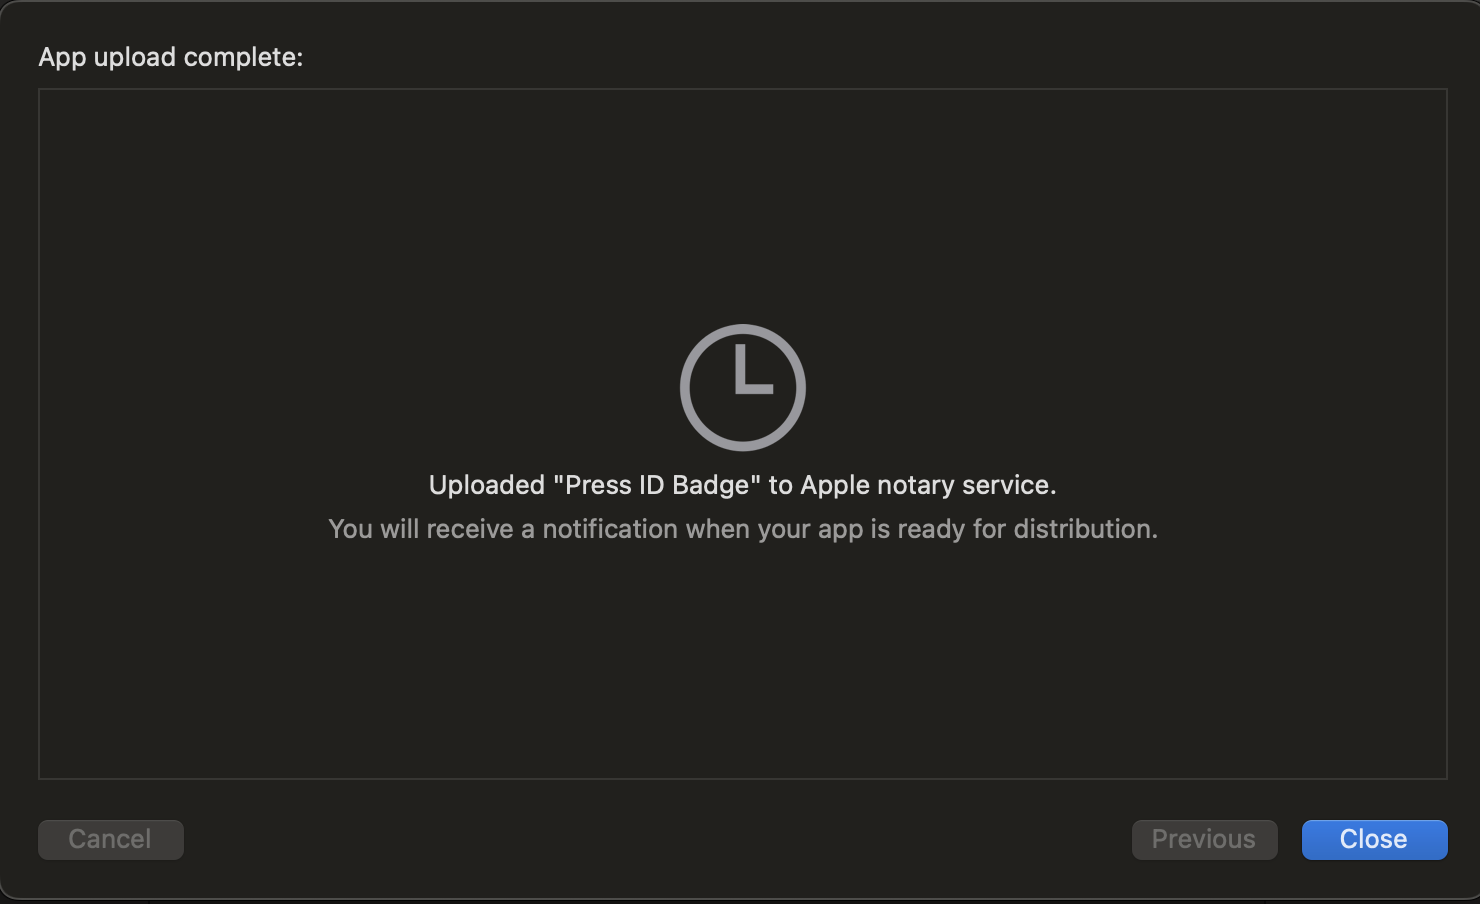 App upload complete:
Uploaded "Press ID Badge" to Apple notary service.
You will receive a notification when your app is ready for distribution.
Cancel
Previous
Close